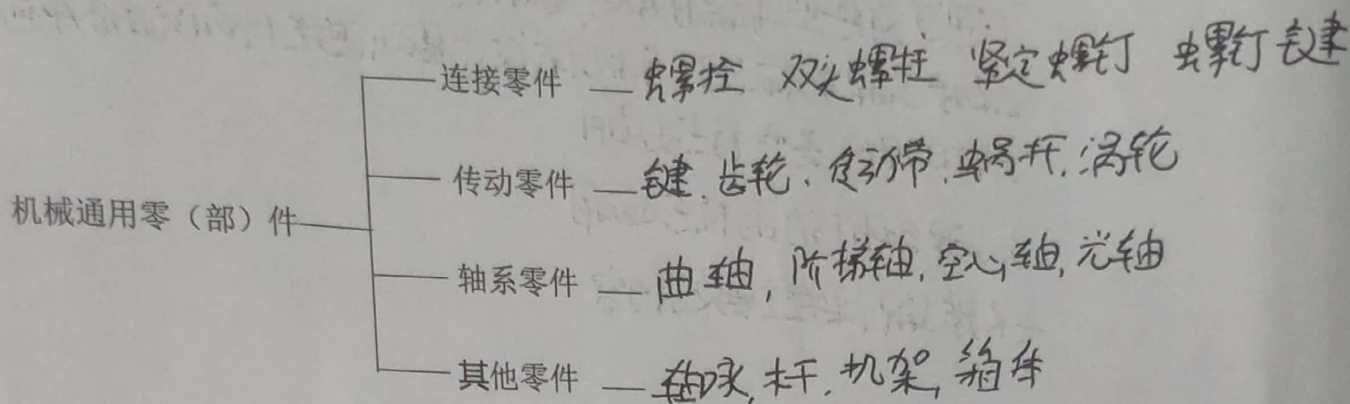 连接零件 — 螺栓 双头螺柱 紧定螺钉 螺钉 键
传动零件 — 键、齿轮、传动带、蜗杆、涡轮
机械通用零（部）件
轴系零件 — 曲轴，阶梯轴，空心轴，光轴
其他零件 — 轴承，杆，机架，箱体